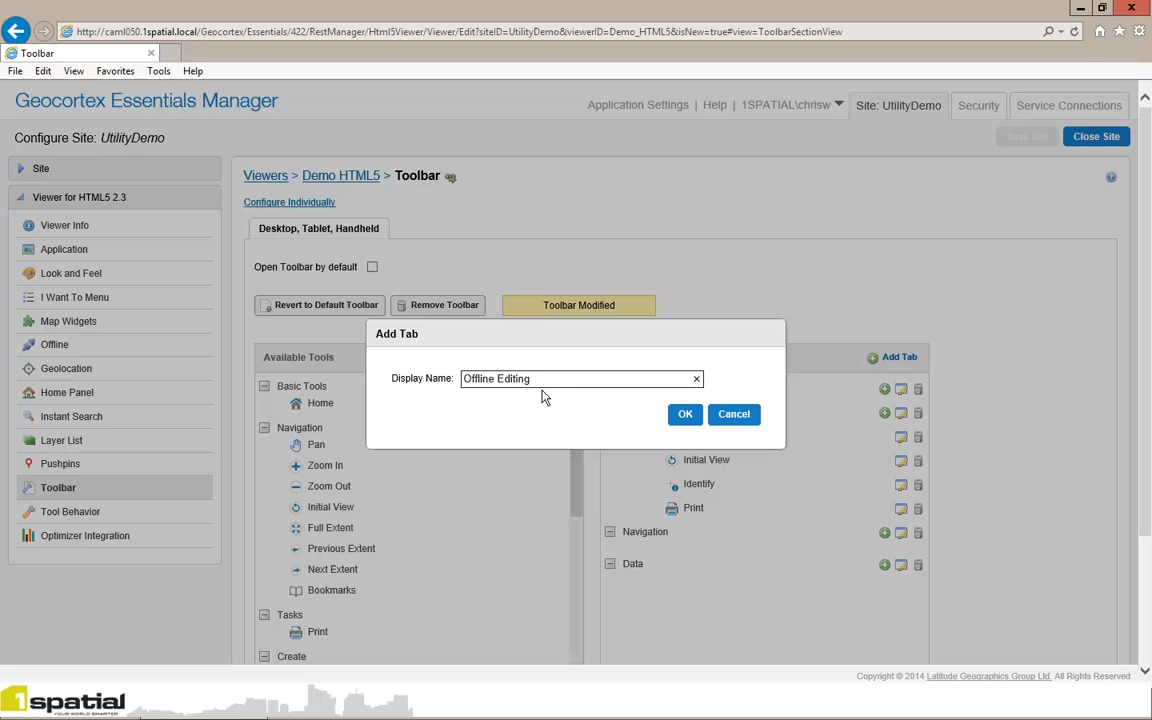 http://caml050.1spatial.local/Geocortex/Essentials/422/RestManager/Html5Viewer/Viewer/Edit?siteID=UtilityDemo&viewerID=Demo_HTML5&isNew=true#view=ToolbarSectionView
Toolbar
File Edit View Favorites Tools Help
Geocortex Essentials Manager
Application Settings | Help | 1SPATIAL\chrisw
Site: UtilityDemo
Security
Service Connections
Configure Site: UtilityDemo
Save Site
Close Site
Site
Viewer for HTML5 2.3
Viewer Info
Application
Look and Feel
I Want To Menu
Map Widgets
Offline
Geolocation
Home Panel
Instant Search
Layer List
Pushpins
Toolbar
Tool Behavior
Optimizer Integration
Viewers > Demo HTML5 > Toolbar
Configure Individually
Desktop, Tablet, Handheld
Open Toolbar by default
Revert to Default Toolbar
Remove Toolbar
Toolbar Modified
Add Tab
Display Name: Offline Editing
OK
Cancel
Available Tools
Basic Tools
Home
Navigation
Pan
Zoom In
Zoom Out
Initial View
Full Extent
Previous Extent
Next Extent
Bookmarks
Tasks
Print
Create
Add Tab
Initial View
Identify
Print
Navigation
Data
Copyright © 2014 Latitude Geographics Group Ltd. All Rights Reserved
1spatial
YOUR WORLD SMARTER